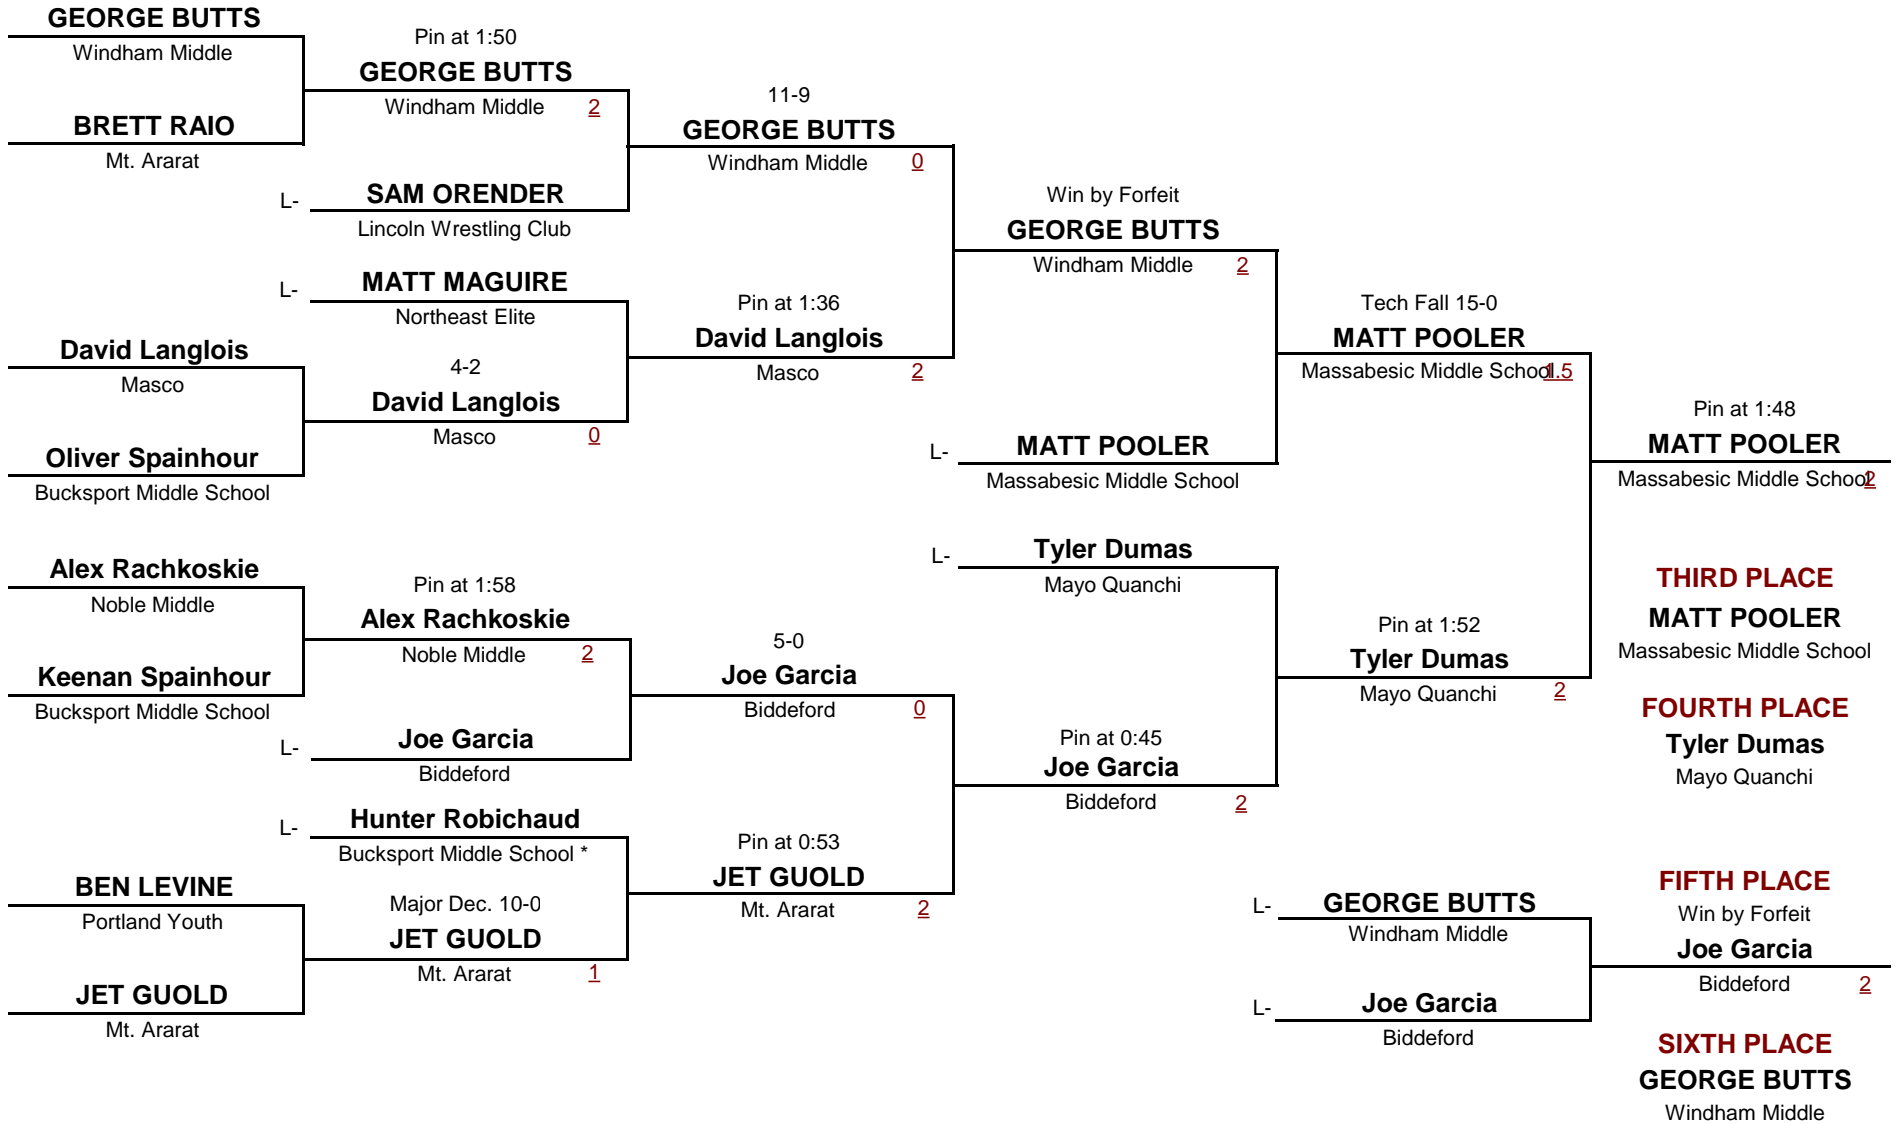 GEORGE BUTTS
Windham Middle
BRETT RAIO
Mt. Ararat
David Langlois
Masco
Oliver Spainhour
Bucksport Middle School
Alex Rachkoskie
Noble Middle
Keenan Spainhour
Bucksport Middle School
BEN LEVINE
Portland Youth
JET GUOLD
Mt. Ararat
Pin at 1:50
GEORGE BUTTS
Windham Middle 2
L- SAM ORENDER
Lincoln Wrestling Club
L- MATT MAGUIRE
Northeast Elite
4-2
David Langlois
Masco 0
Pin at 1:58
Alex Rachkoskie
Noble Middle 2
L- Joe Garcia
Biddeford
L- Hunter Robichaud
Bucksport Middle School *
Major Dec. 10-0
JET GUOLD
Mt. Ararat 1
11-9
GEORGE BUTTS
Windham Middle 0
Pin at 1:36
David Langlois
Masco 2
5-0
Joe Garcia
Biddeford 0
Pin at 0:53
JET GUOLD
Mt. Ararat 2
Win by Forfeit
GEORGE BUTTS
Windham Middle 2
L- MATT POOLER
Massabesic Middle School
L- Tyler Dumas
Mayo Quanchi
Pin at 0:45
Joe Garcia
Biddeford 2
Tech Fall 15-0
MATT POOLER
Massabesic Middle School 1.5
Pin at 1:52
Tyler Dumas
Mayo Quanchi 2
L- GEORGE BUTTS
Windham Middle
L- Joe Garcia
Biddeford
Pin at 1:48
MATT POOLER
Massabesic Middle School 2
THIRD PLACE
MATT POOLER
Massabesic Middle School
FOURTH PLACE
Tyler Dumas
Mayo Quanchi
FIFTH PLACE
Win by Forfeit
Joe Garcia
Biddeford 2
SIXTH PLACE
GEORGE BUTTS
Windham Middle